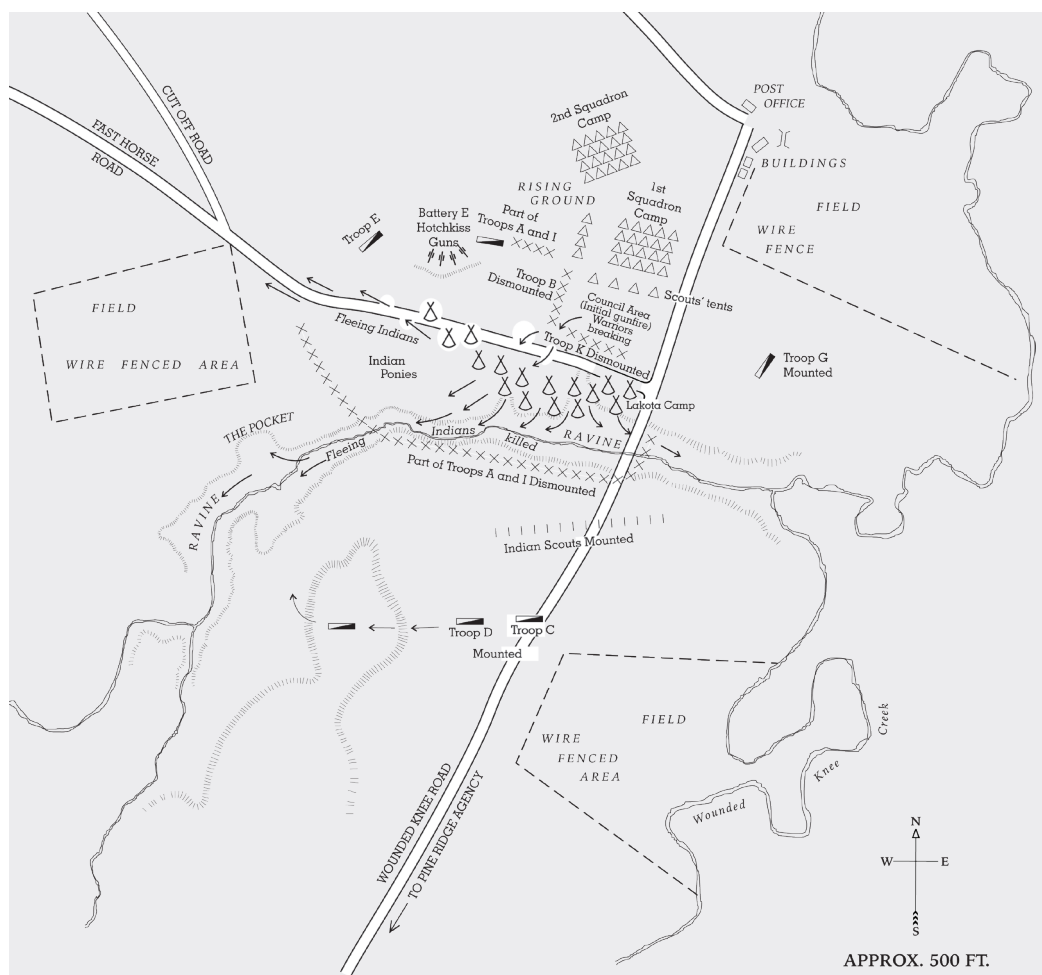 POST
OFFICE
BUILDINGS
FIELD
WIRE
FENCE
2nd Squadron
Camp
CUT OFF ROAD
FAST HORSE
ROAD
RISING
GROUND
1st
Squadron
Camp
Troop E
Battery E
Hotchkiss
Guns
Part of
Troops A and I
Troop B
Dismounted
Scouts' tents
Council Area
(Initial gunfire)
Warriors
breaking
Troop K Dismounted
FIELD
WIRE FENCED AREA
Fleeing Indians
Indian
Ponies
Troop G
Mounted
Lakota Camp
THE POCKET
Indians
killed
RAVINE
Fleeing
Part of Troops A and I Dismounted
RAVINE
Indian Scouts Mounted
Troop D
Troop C
Mounted
FIELD
WIRE
FENCED
AREA
Creek
Knee
Wounded
WOUNDED KNEE ROAD
TO PINE RIDGE AGENCY
N
W
E
S
APPROX. 500 FT.